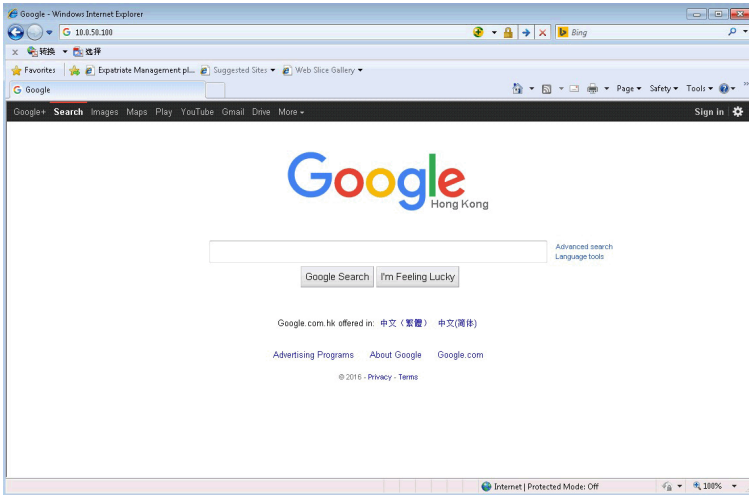 Google - Windows Internet Explorer
10.0.50.100
Bing
x 转换 选择
Favorites Expatriate Management pl... Suggested Sites Web Slice Gallery
Google Page Safety Tools
Google+ Search Images Maps Play YouTube Gmail Drive More Sign in
Google
Hong Kong
Advanced search
Language tools
Google Search I'm Feeling Lucky
Google.com.hk offered in: 中文（繁體） 中文(简体)
Advertising Programs About Google Google.com
© 2016 - Privacy - Terms
Internet | Protected Mode: Off 100%